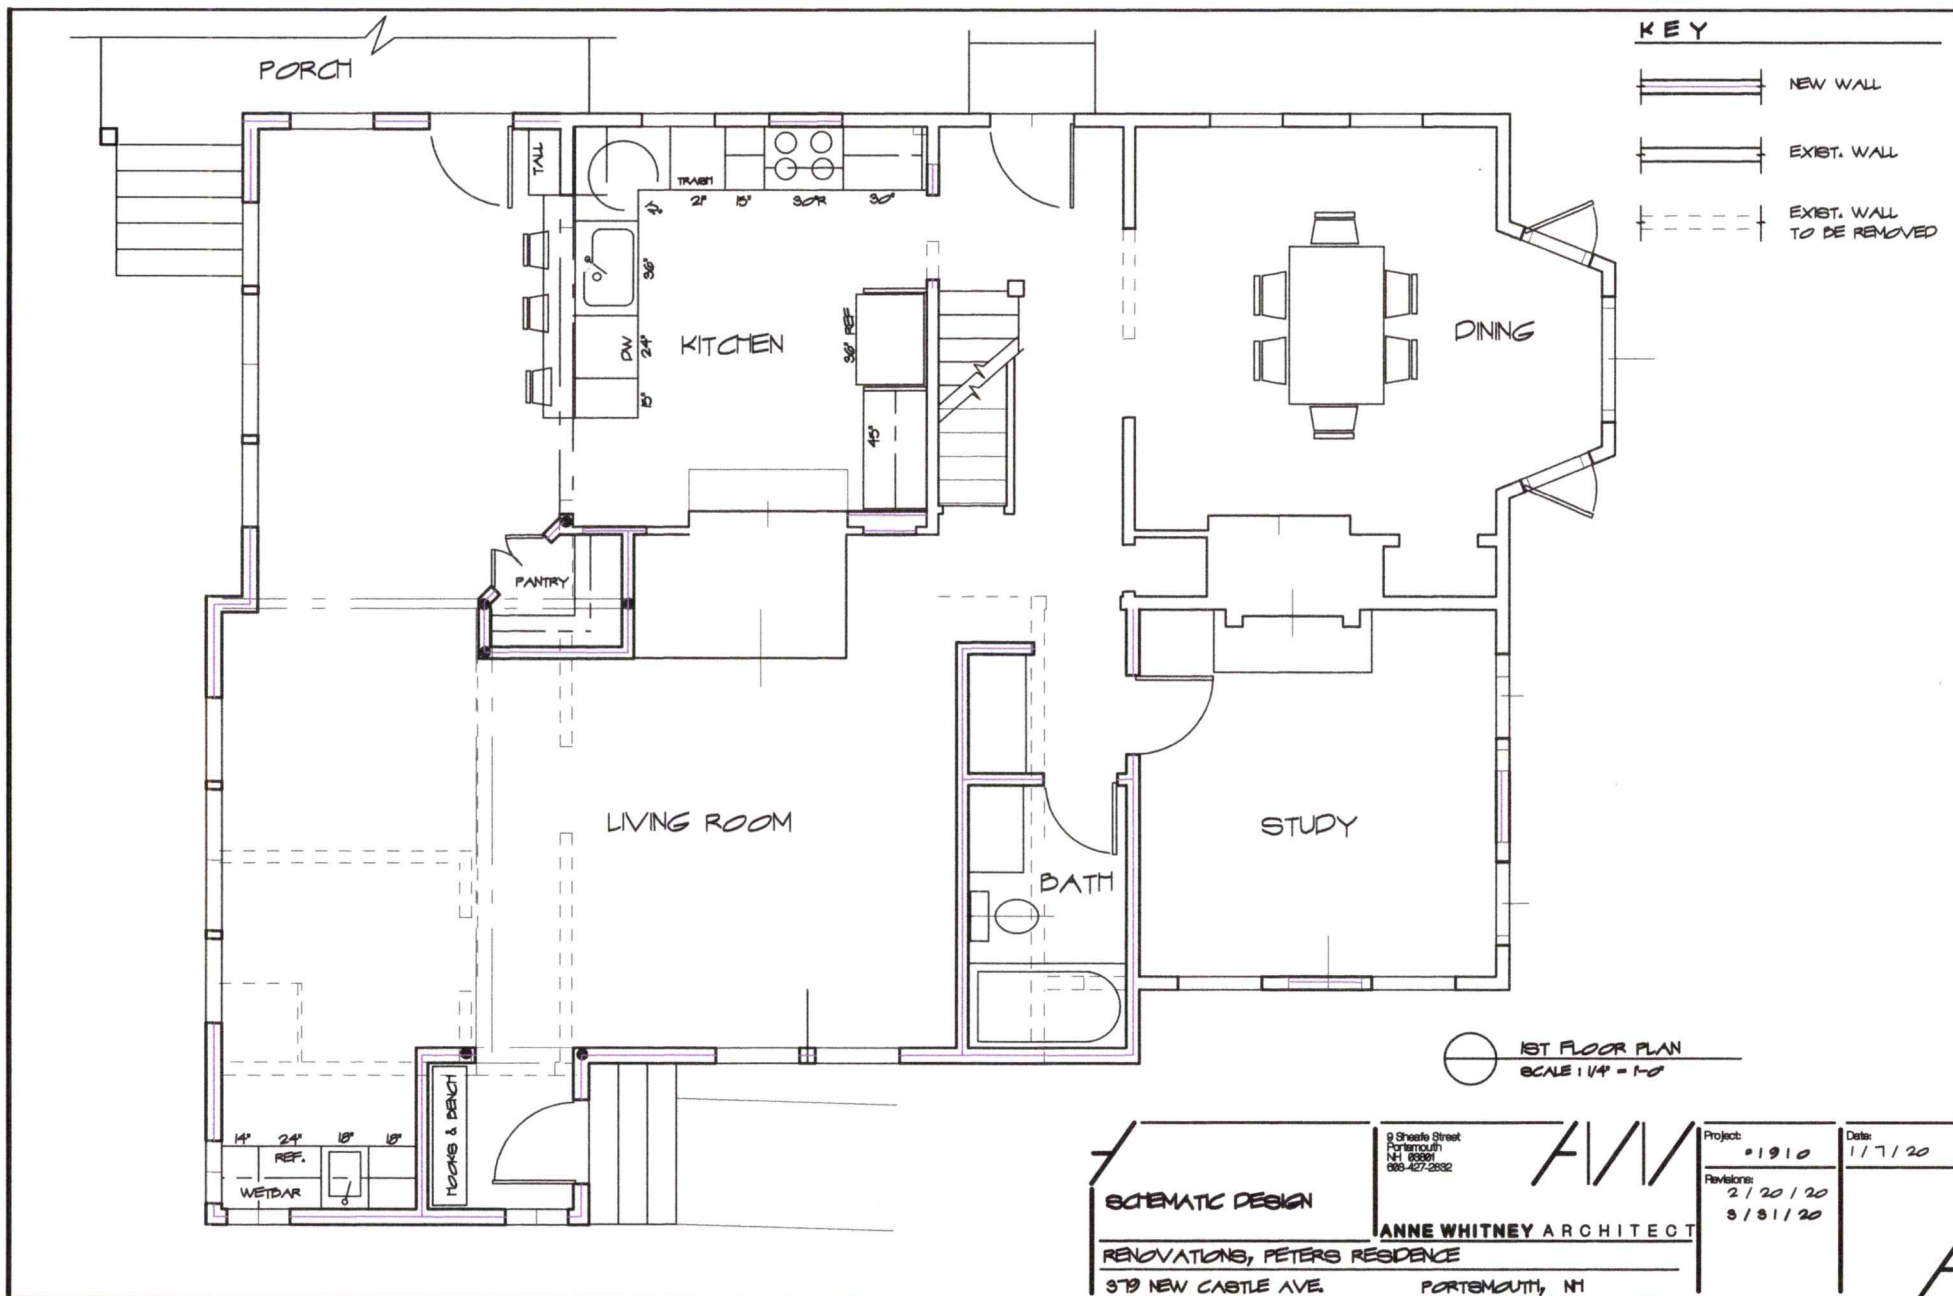 KEY
NEW WALL
EXIST. WALL
EXIST. WALL
TO BE REMOVED
PORCH
TALL
TRASH
21"
15"
30"R
30"
36"
DW
24"
15"
KITCHEN
36" REF
45"
DINING
PANTRY
LIVING ROOM
BATH
STUDY
HOOKS & BENCH
14"
24"
18"
18"
REF.
WETBAR
1ST FLOOR PLAN
SCALE : 1/4" = 1'-0"
SCHEMATIC DESIGN
9 Sheafe Street
Portsmouth
NH 03801
603-427-2832
ANNE WHITNEY ARCHITECT
RENOVATIONS, PETERS RESIDENCE
379 NEW CASTLE AVE. PORTSMOUTH, NH
Project:
1910
Date:
1/7/20
Revisions:
2/20/20
3/31/20